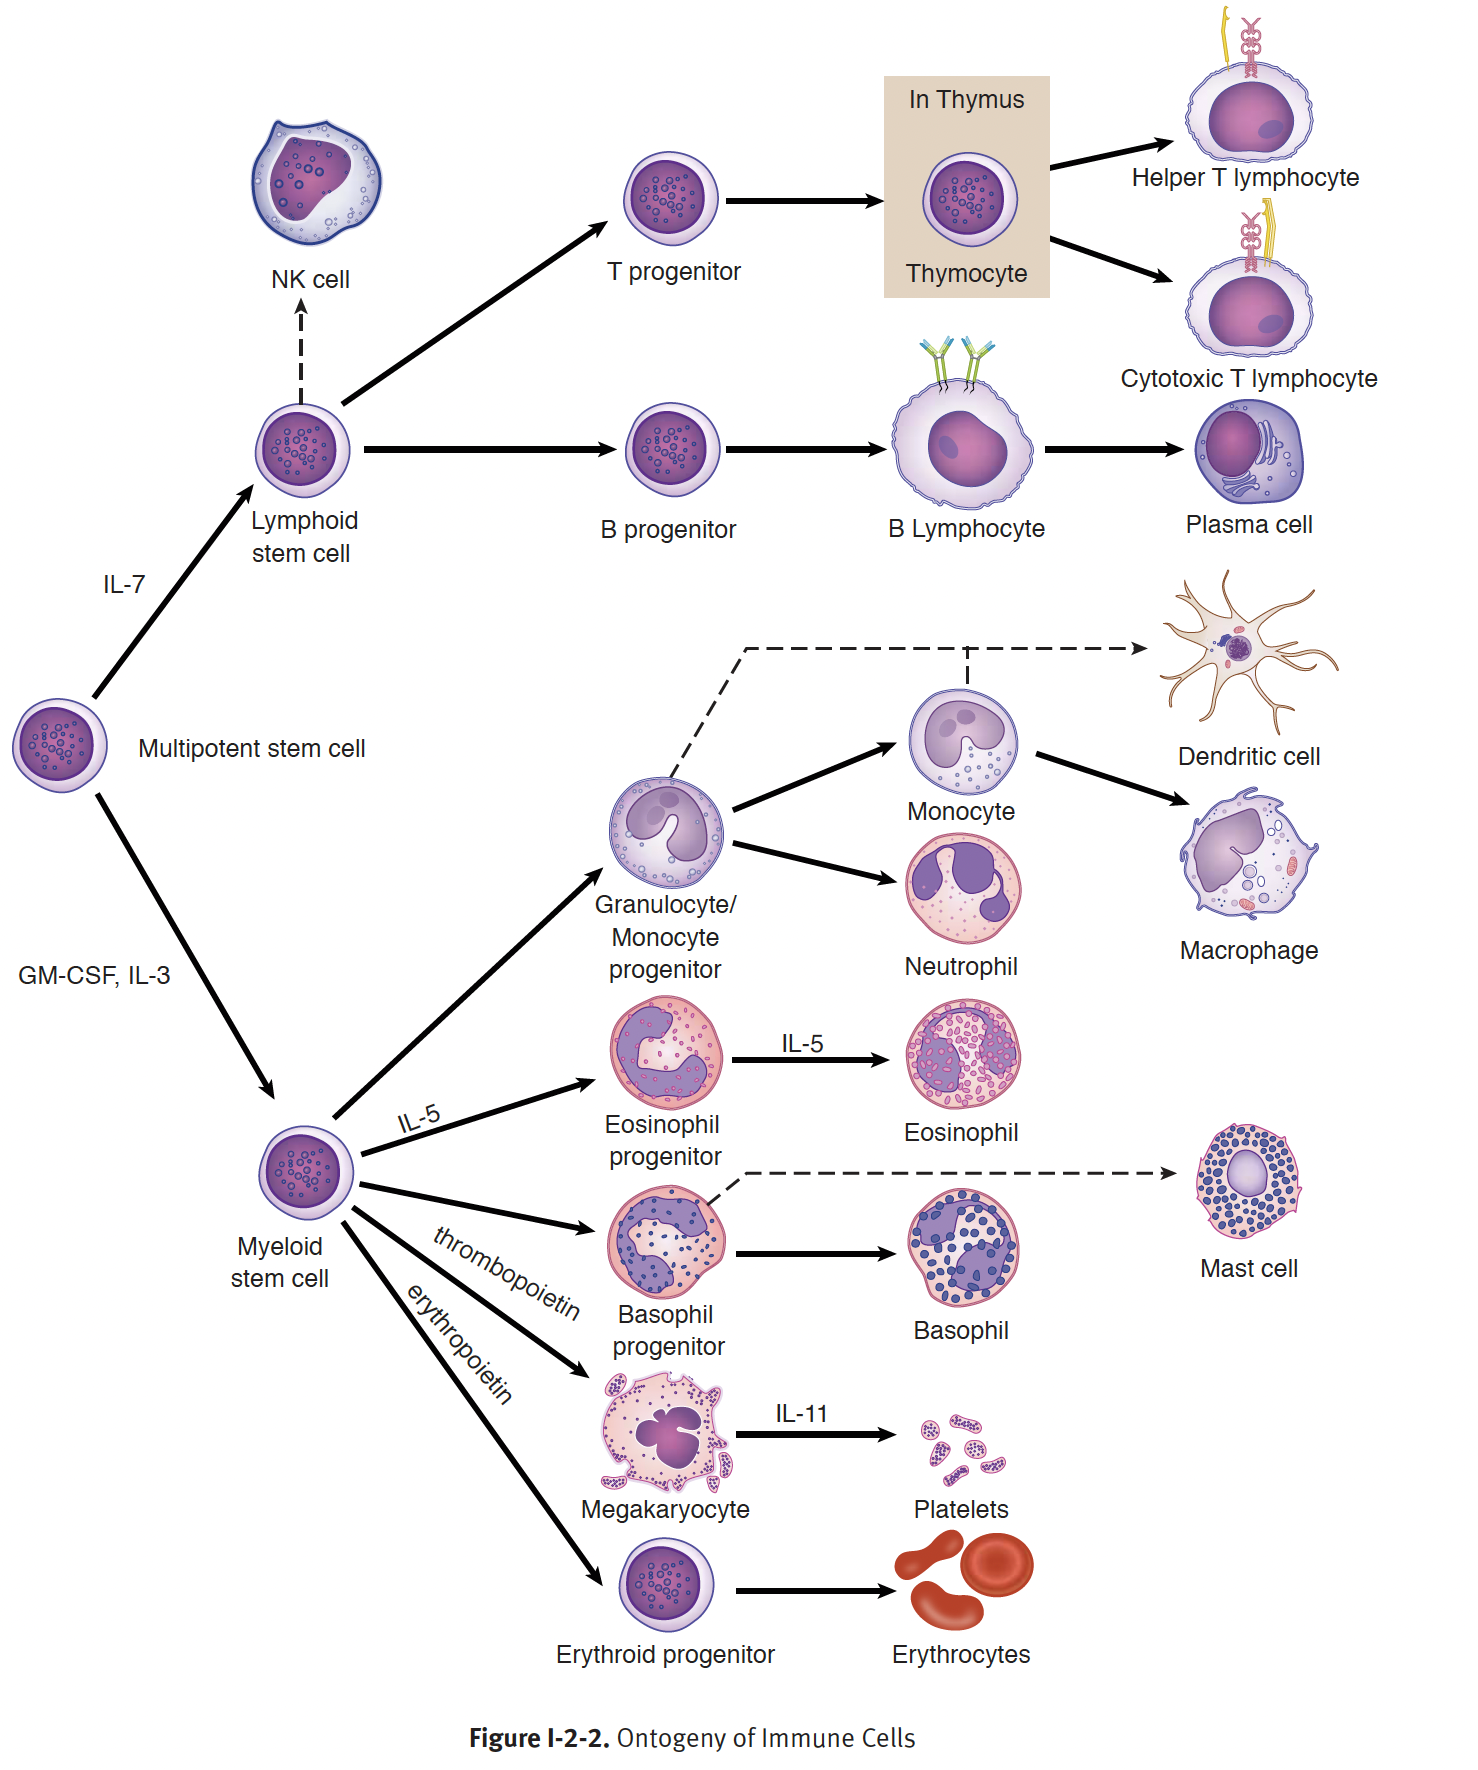 In Thymus
Helper T lymphocyte
NK cell
T progenitor
Thymocyte
Cytotoxic T lymphocyte
Lymphoid
stem cell
B progenitor
B Lymphocyte
Plasma cell
IL-7
Multipotent stem cell
Dendritic cell
Monocyte
Granulocyte/
Monocyte
progenitor
Neutrophil
Macrophage
GM-CSF, IL-3
IL-5
IL-5
Eosinophil
progenitor
Eosinophil
Myeloid
stem cell
thrombopoietin
erythropoietin
Basophil
progenitor
Basophil
Mast cell
IL-11
Megakaryocyte
Platelets
Erythroid progenitor
Erythrocytes
Figure I-2-2. Ontogeny of Immune Cells